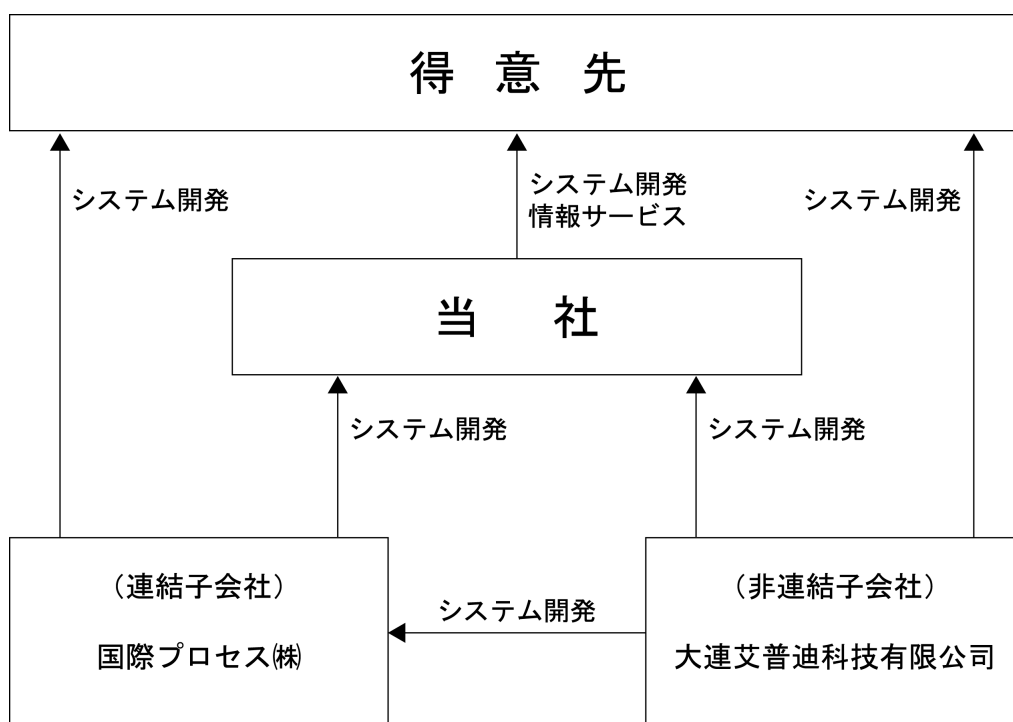 得意先
システム開発
システム開発
情報サービス
システム開発
当社
システム開発
システム開発
(連結子会社)
国際プロセス㈱
システム開発
(非連結子会社)
大連艾普迪科技有限公司